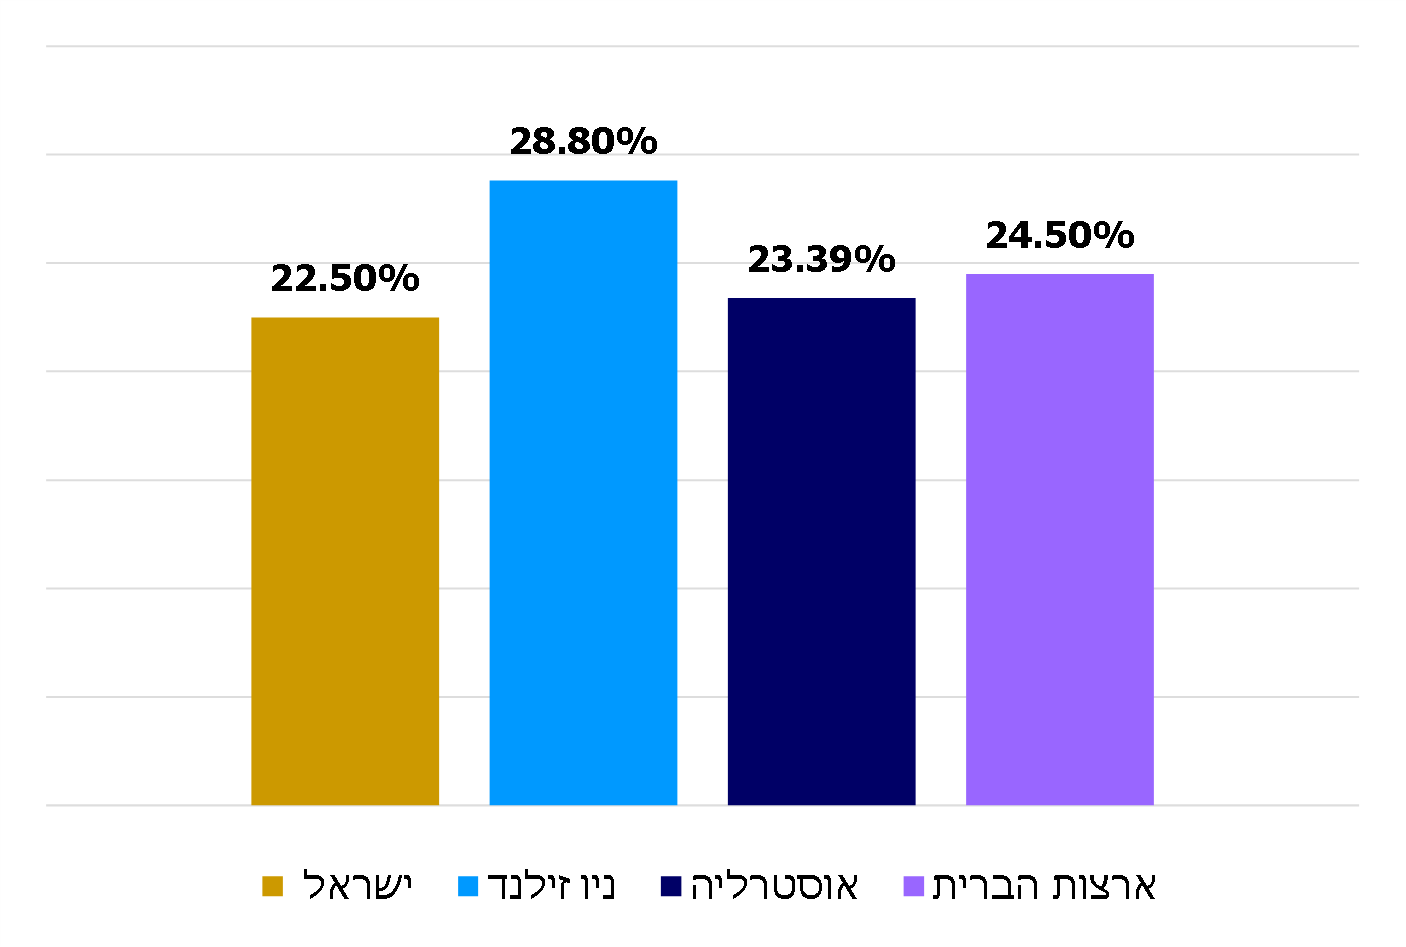 28.80%
24.50%
23.39%
22.50%
ישראל
ניו זילנד
אוסטרליה
ארצות הברית